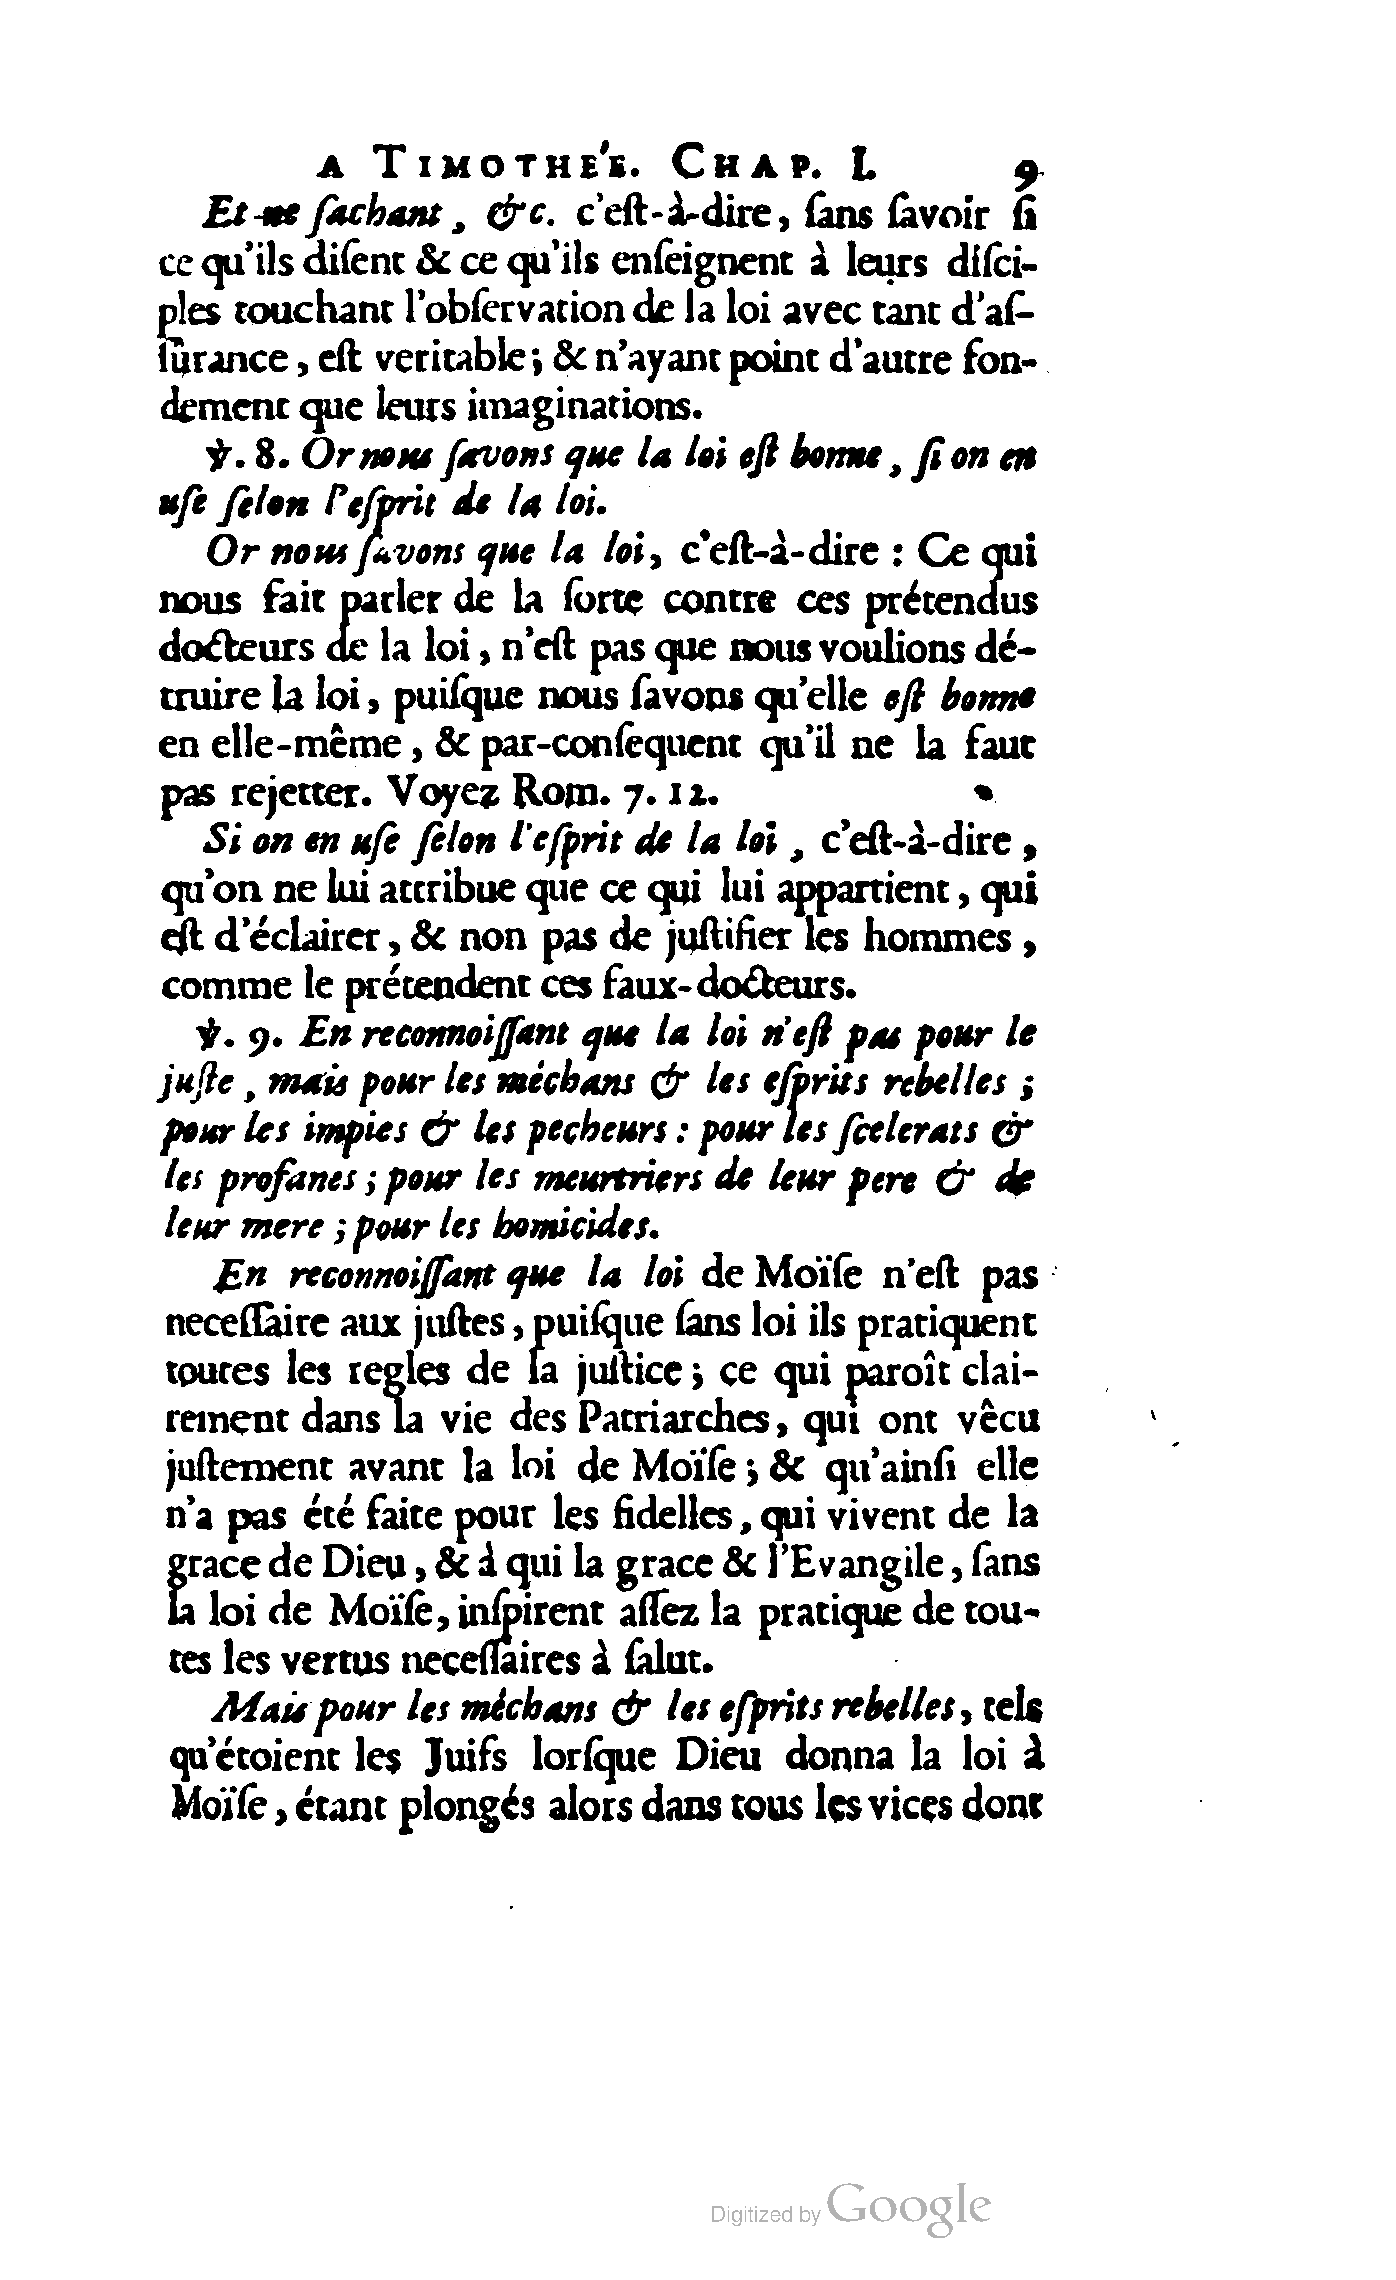 A TIMOTHE'E. CHAP. I. 9
Et ne ſachant, &c. c'eſt-à-dire, ſans ſavoir ſi
ce qu'ils diſent & ce qu'ils enſeignent à leurs diſci-
ples touchant l'obſervation de la loi avec tant d'aſ-
ſûrance, eſt veritable; & n'ayant point d'autre fon-
dement que leurs imaginations.
℣. 8. Or nous ſavons que la loi eſt bonne, ſi on en
uſe ſelon l'eſprit de la loi.
Or nous ſavons que la loi, c'eſt-à-dire : Ce qui
nous fait parler de la ſorte contre ces prétendus
docteurs de la loi, n'eſt pas que nous voulions dé-
truire la loi, puiſque nous ſavons qu'elle eſt bonne
en elle-même, & par-conſequent qu'il ne la faut
pas rejetter. Voyez Rom. 7. 12.
Si on en uſe ſelon l'eſprit de la loi, c'eſt-à-dire,
qu'on ne lui attribue que ce qui lui appartient, qui
eſt d'éclairer, & non pas de juſtifier les hommes,
comme le prétendent ces faux-docteurs.
℣. 9. En reconnoiſſant que la loi n'eſt pas pour le
juſte, mais pour les méchans & les eſprits rebelles;
pour les impies & les pecheurs : pour les ſcelerats &
les profanes; pour les meurtriers de leur pere & de
leur mere; pour les homicides.
En reconnoiſſant que la loi de Moïſe n'eſt pas
neceſſaire aux juſtes, puiſque ſans loi ils pratiquent
toutes les regles de la juſtice; ce qui paroît clai-
rement dans la vie des Patriarches, qui ont vêcu
juſtement avant la loi de Moïſe; & qu'ainſi elle
n'a pas été faite pour les fidelles, qui vivent de la
grace de Dieu, & à qui la grace & l'Evangile, ſans
la loi de Moïſe, inſpirent aſſez la pratique de tou-
tes les vertus neceſſaires à ſalut.
Mais pour les méchans & les eſprits rebelles, tels
qu'étoient les Juifs lorſque Dieu donna la loi à
Moïſe, étant plongés alors dans tous les vices dont
Digitized by Google